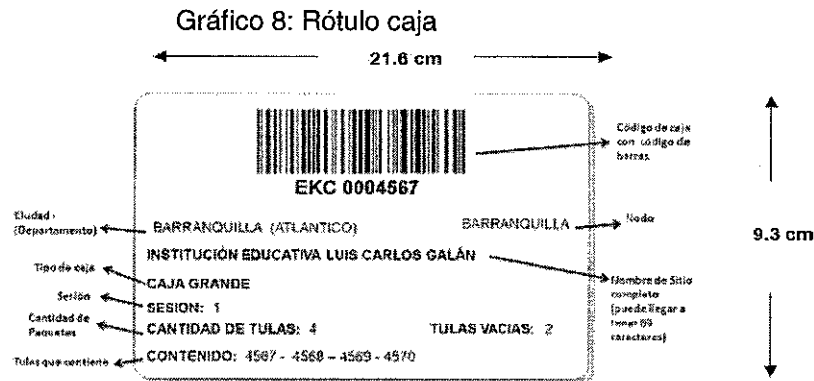 Gráfico 8: Rótulo caja
21.6 cm
Código de caja
con código de
barras
EKC 0004567
Ciudad -
(Departamento)
BARRANQUILLA (ATLANTICO)
BARRANQUILLA
Nodo
9.3 cm
INSTITUCIÓN EDUCATIVA LUIS CARLOS GALÁN
Tipo de caja
CAJA GRANDE
Nombre de Sitio
completo
(puede llegar a
tener 69
caracteres)
Sesión
SESION: 1
Cantidad de
Paquetes
CANTIDAD DE TULAS: 4
TULAS VACIAS: 2
Tulas que contiene
CONTENIDO: 4567 - 4568 - 4569 - 4570